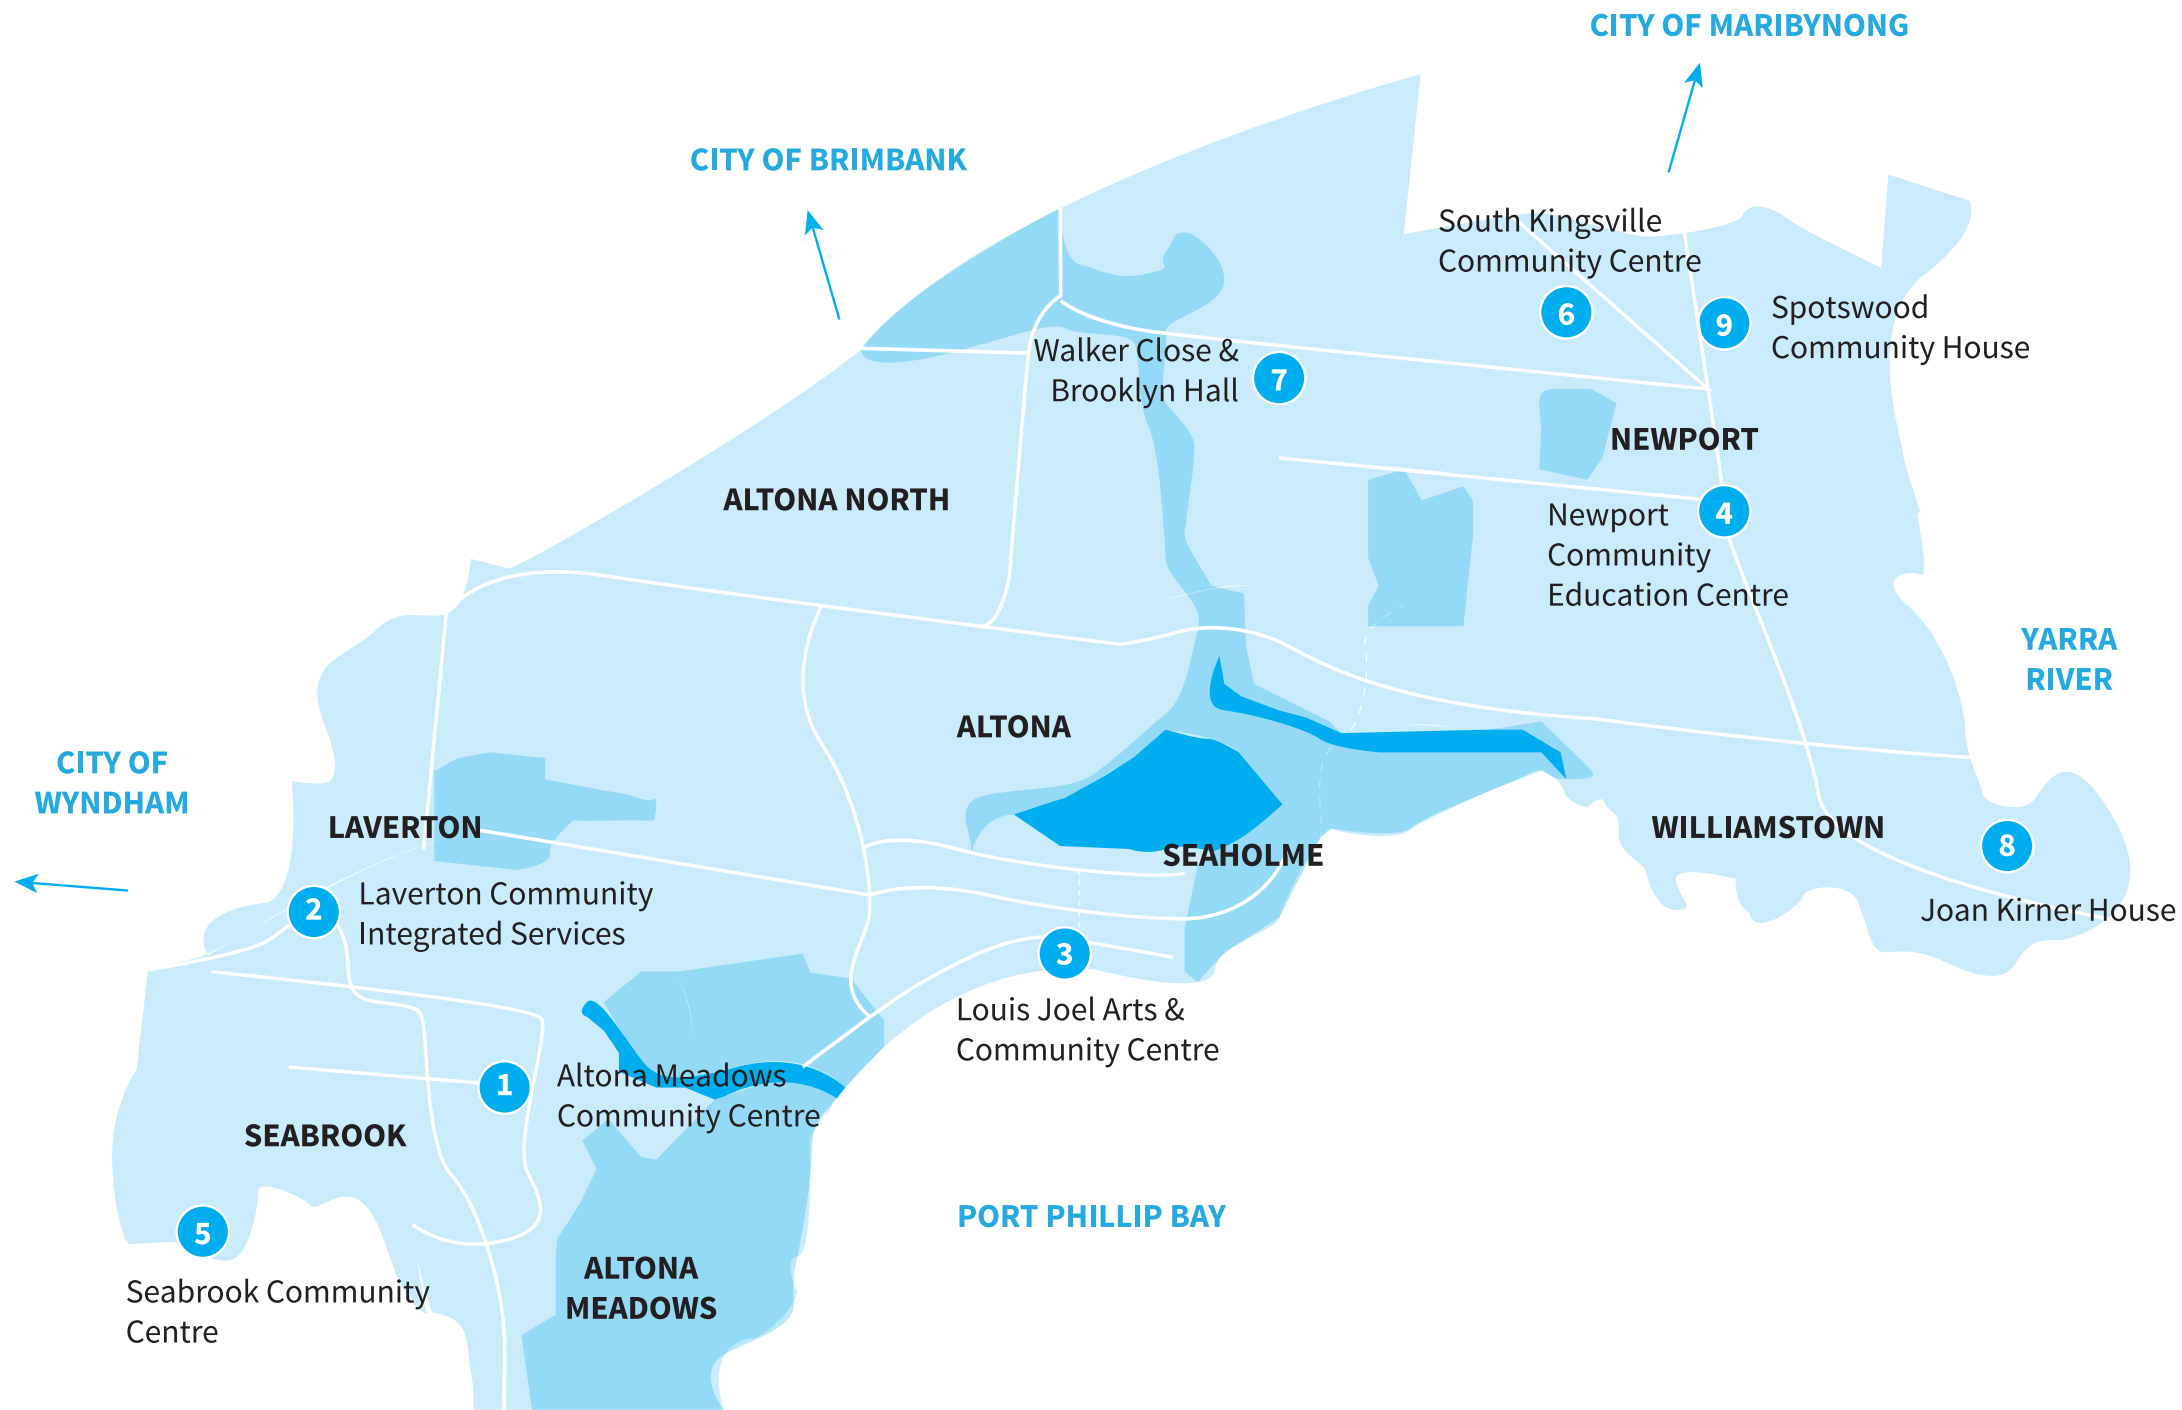 CITY OF MARIBYNONG
CITY OF BRIMBANK
South Kingsville
Community Centre
6
9
Spotswood
Community House
Walker Close &
Brooklyn Hall
7
NEWPORT
ALTONA NORTH
Newport
Community
Education Centre
4
YARRA
RIVER
ALTONA
CITY OF
WYNDHAM
LAVERTON
SEAHOLME
WILLIAMSTOWN
8
Joan Kirner House
2
Laverton Community
Integrated Services
3
Louis Joel Arts &
Community Centre
1
Altona Meadows
Community Centre
SEABROOK
5
Seabrook Community
Centre
PORT PHILLIP BAY
ALTONA
MEADOWS